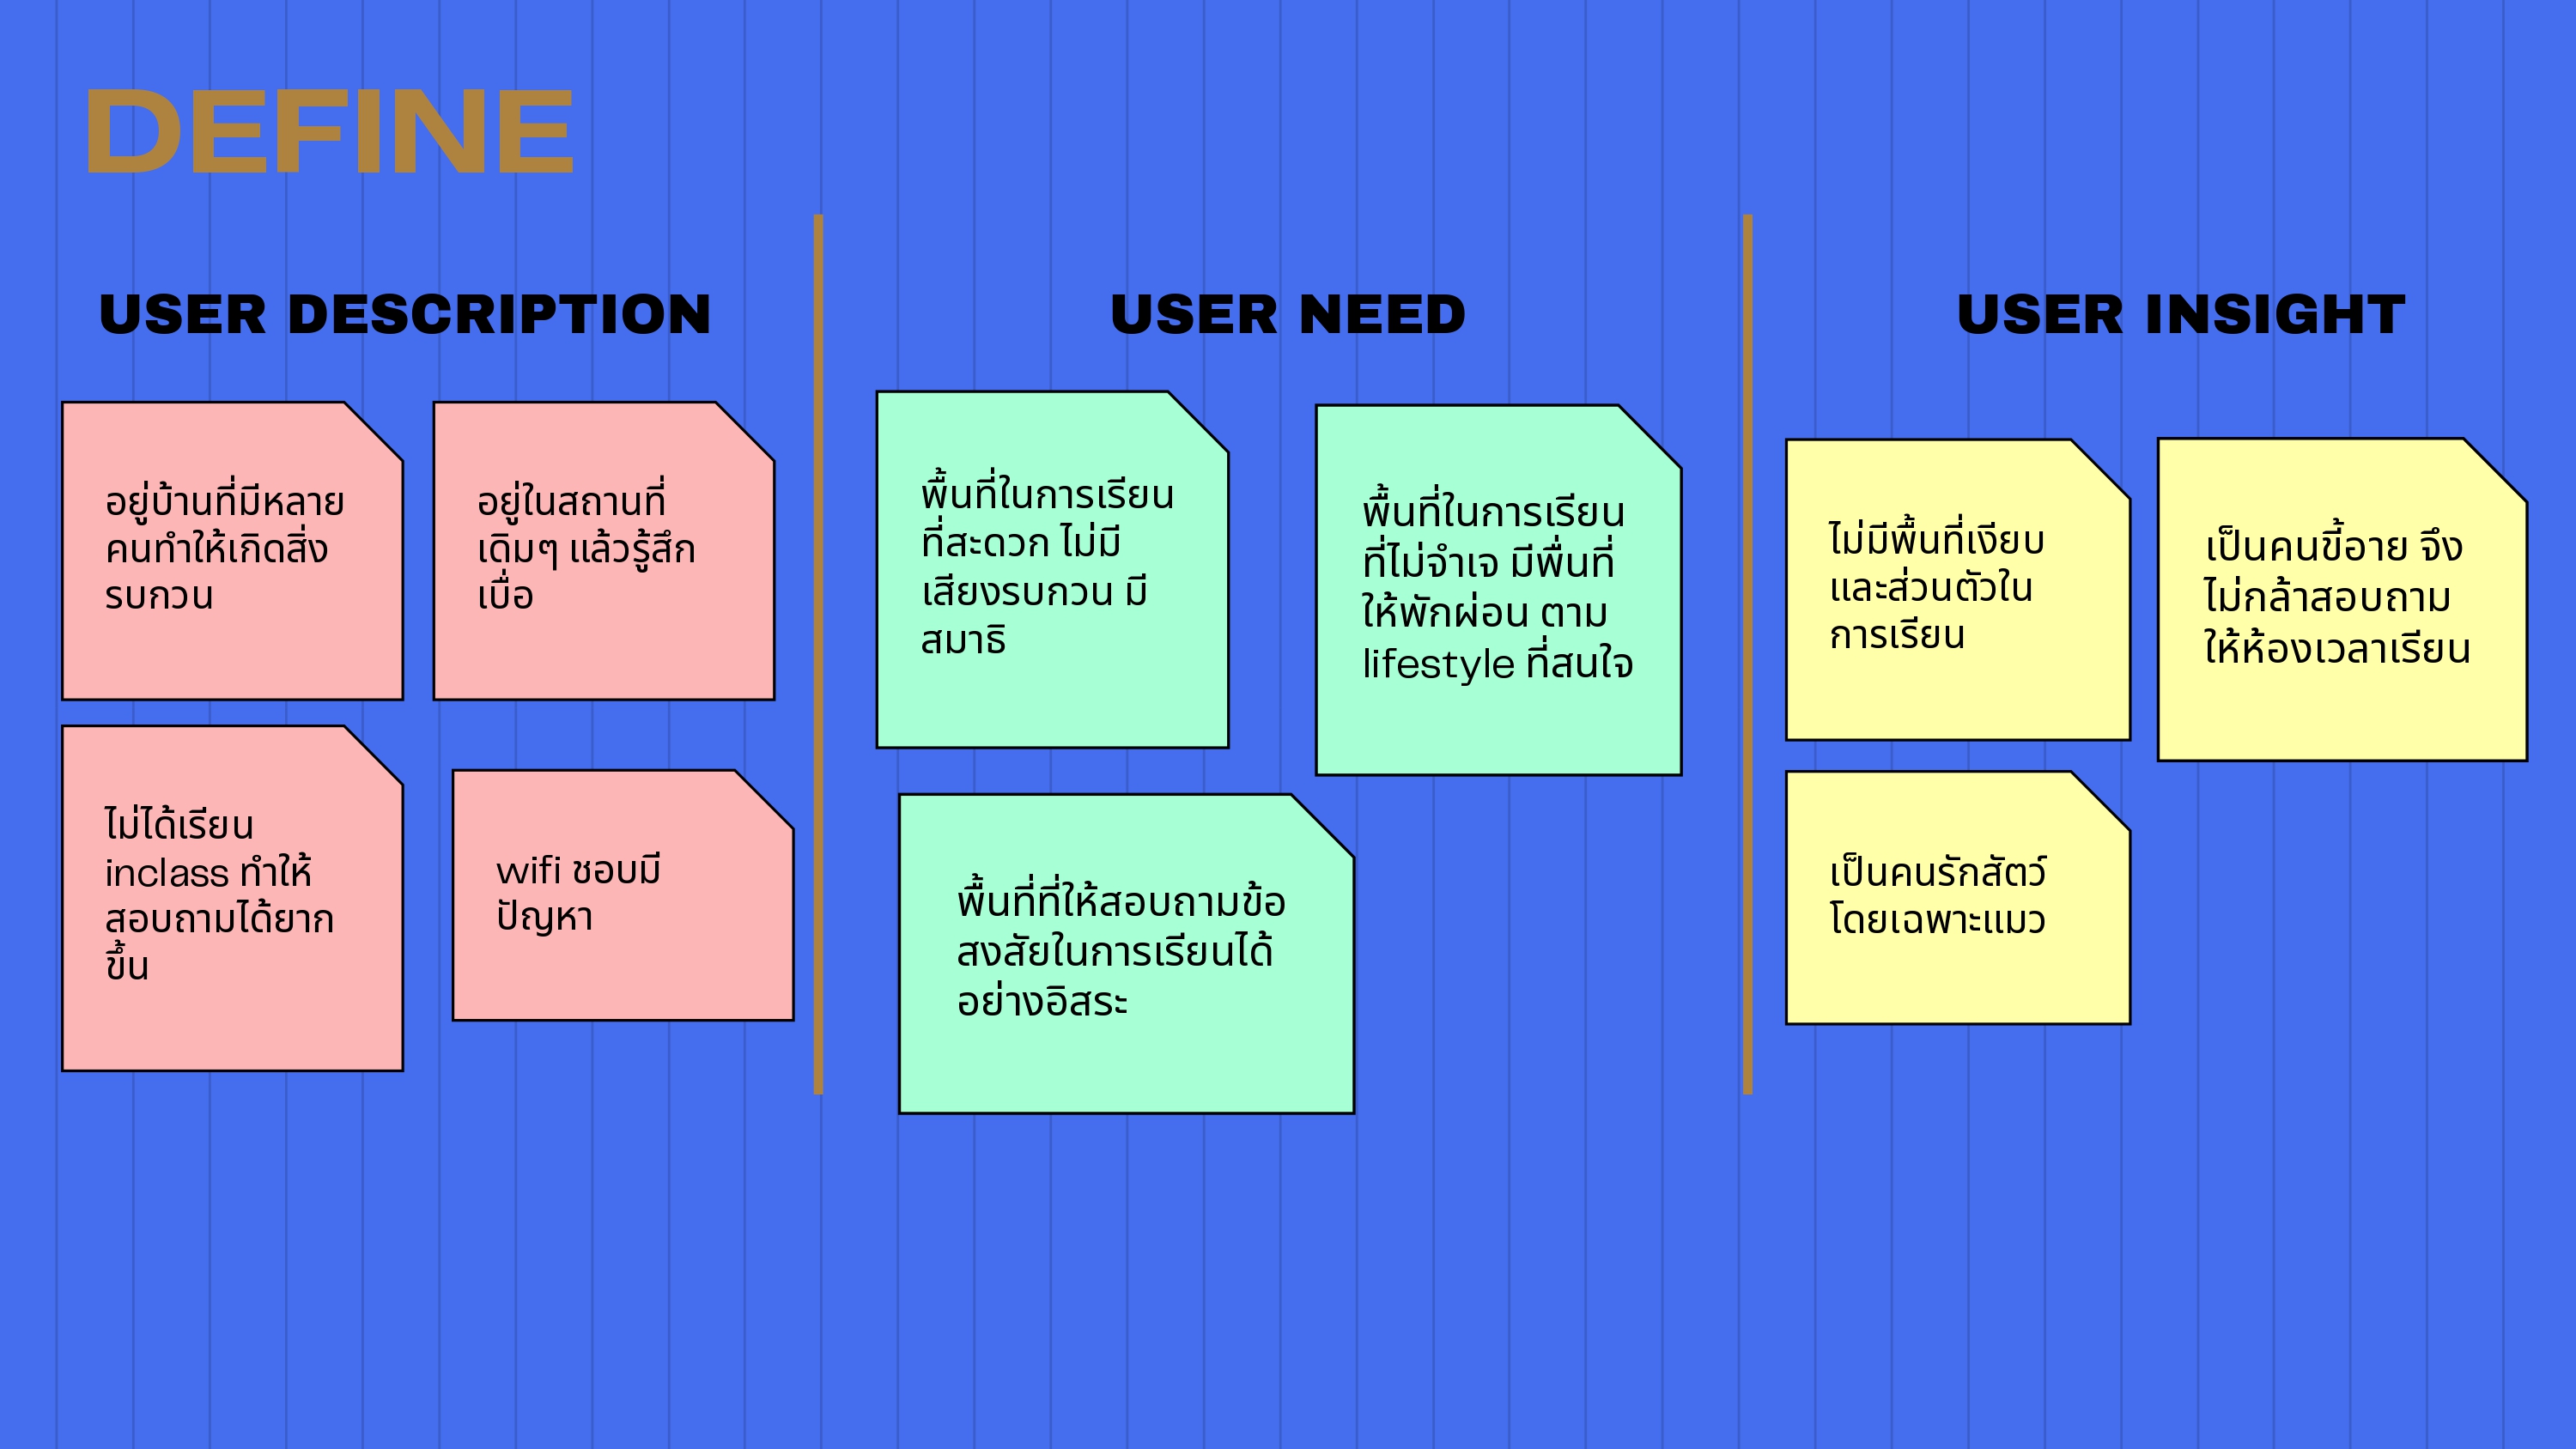 DEFINE
USER DESCRIPTION
อยู่บ้านที่มีหลาย
คนทำให้เกิดสิ่ง
รบกวน
อยู่ในสถานที่
เดิมๆ แล้วรู้สึก
เบื่อ
ไม่ได้เรียน
inclass ทำให้
สอบถามได้ยาก
ขึ้น
wifi ชอบมี
ปัญหา
USER NEED
พื้นที่ในการเรียน
ที่สะดวก ไม่มี
เสียงรบกวน มี
สมาธิ
พื้นที่ในการเรียน
ที่ไม่จำเจ มีพื่นที่
ให้พักผ่อน ตาม
lifestyle ที่สนใจ
พื้นที่ที่ให้สอบถามข้อ
สงสัยในการเรียนได้
อย่างอิสระ
USER INSIGHT
ไม่มีพื้นที่เงียบ
และส่วนตัวใน
การเรียน
เป็นคนขี้อาย จึง
ไม่กล้าสอบถาม
ให้ห้องเวลาเรียน
เป็นคนรักสัตว์
โดยเฉพาะแมว